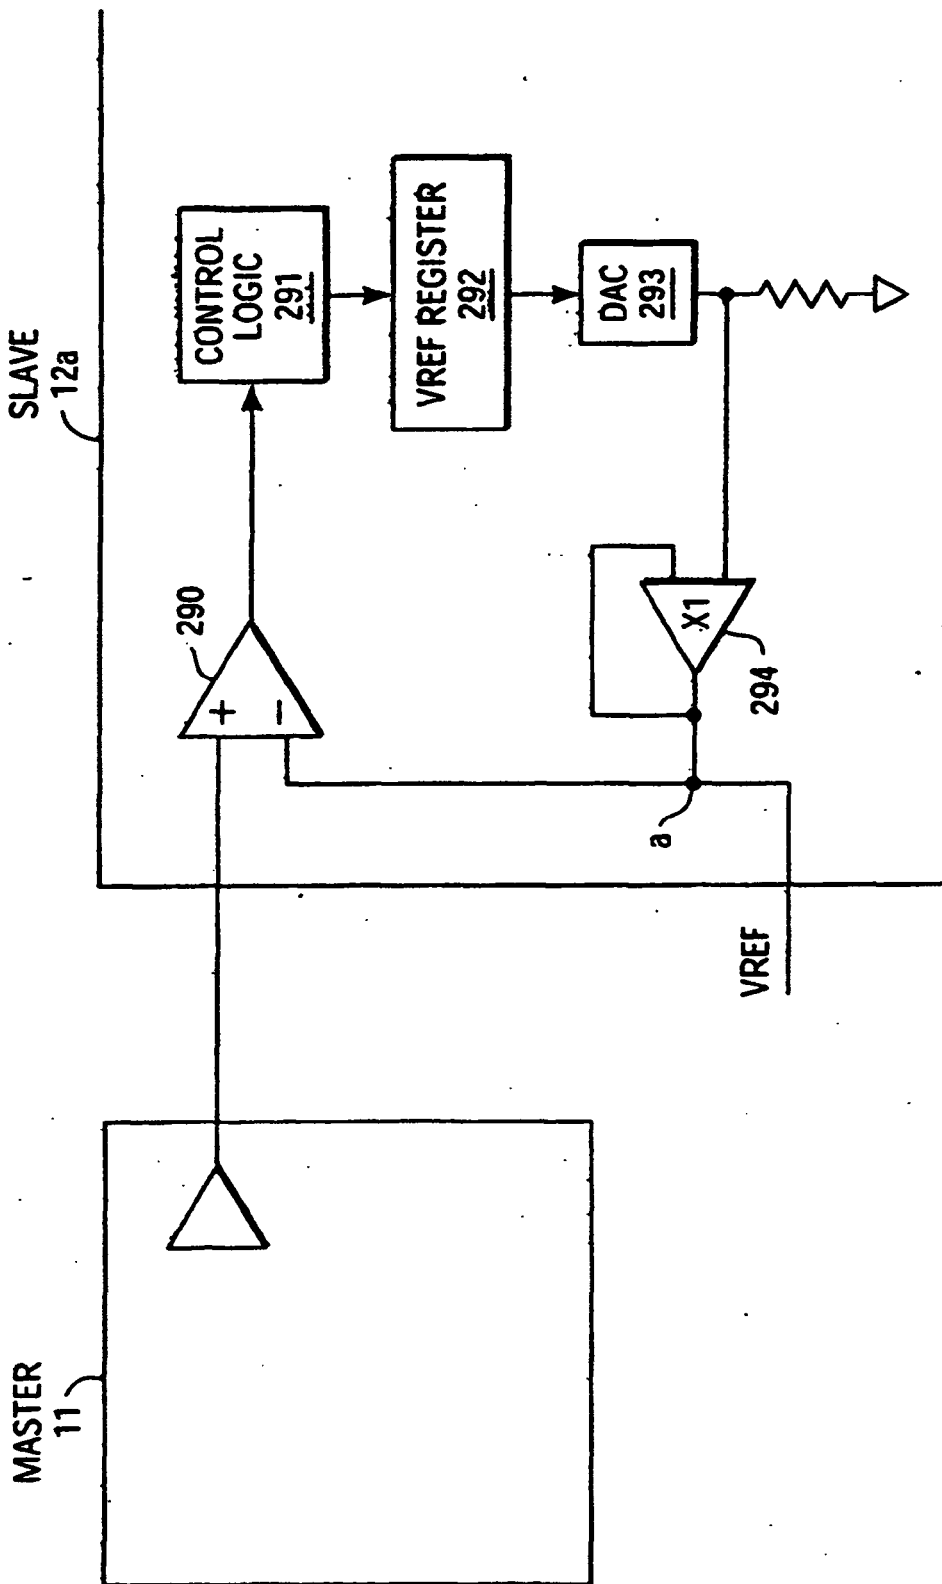 MASTER
11
SLAVE
12a
290
+
-
CONTROL
LOGIC
291
VREF REGISTER
292
DAC
293
X1
294
a
VREF